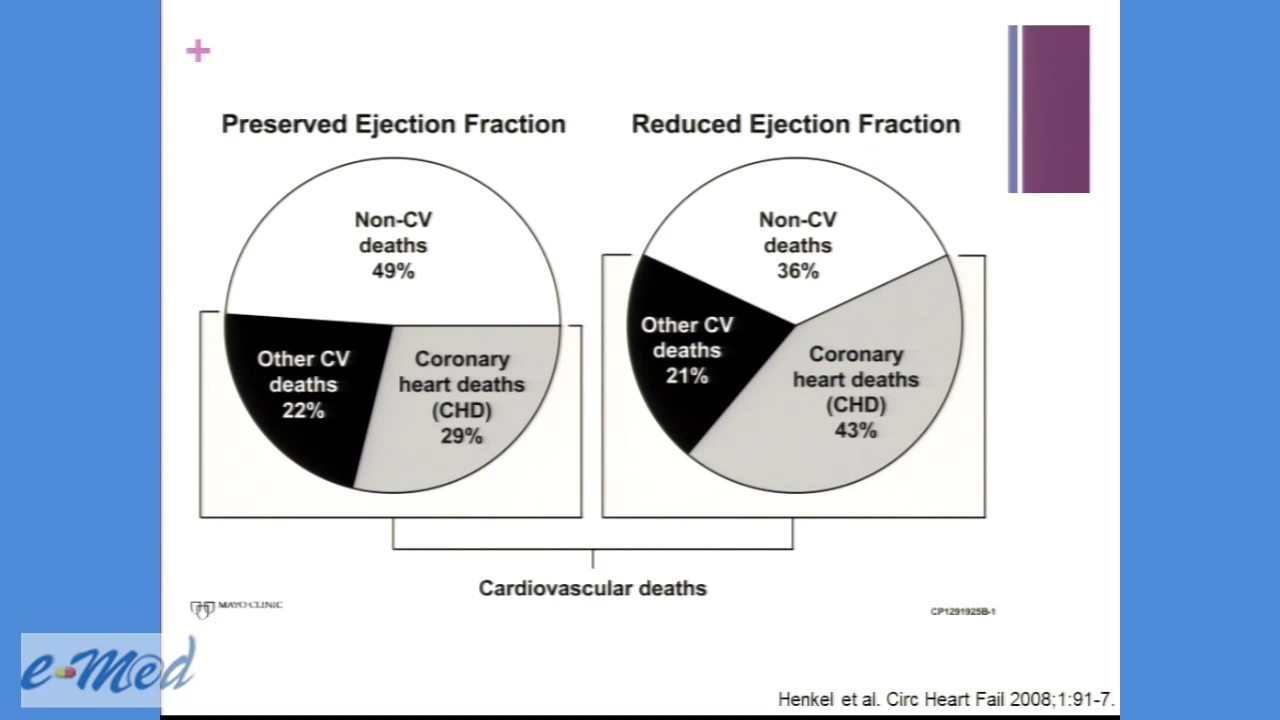 +
Preserved Ejection Fraction
Reduced Ejection Fraction
Non-CV
deaths
49%
Other CV
deaths
22%
Coronary
heart deaths
(CHD)
29%
Non-CV
deaths
36%
Other CV
deaths
21%
Coronary
heart deaths
(CHD)
43%
Cardiovascular deaths
MAYO CLINIC
CP1291925B-1
e-Med
Henkel et al. Circ Heart Fail 2008;1:91-7.